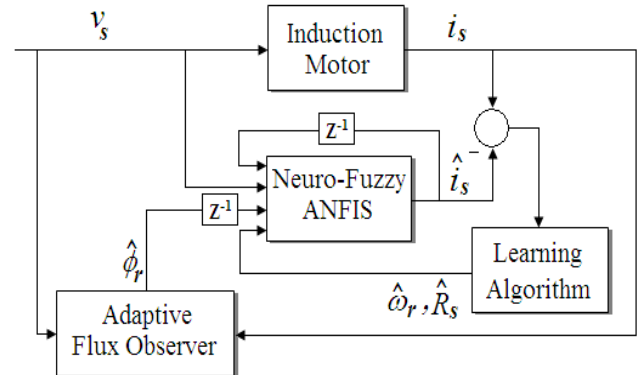 v_s
Induction
Motor
i_s
z⁻¹
Neuro-Fuzzy
ANFIS
î_s
−
z⁻¹
φ̂_r
Learning
Algorithm
ω̂_r , R̂_s
Adaptive
Flux Observer